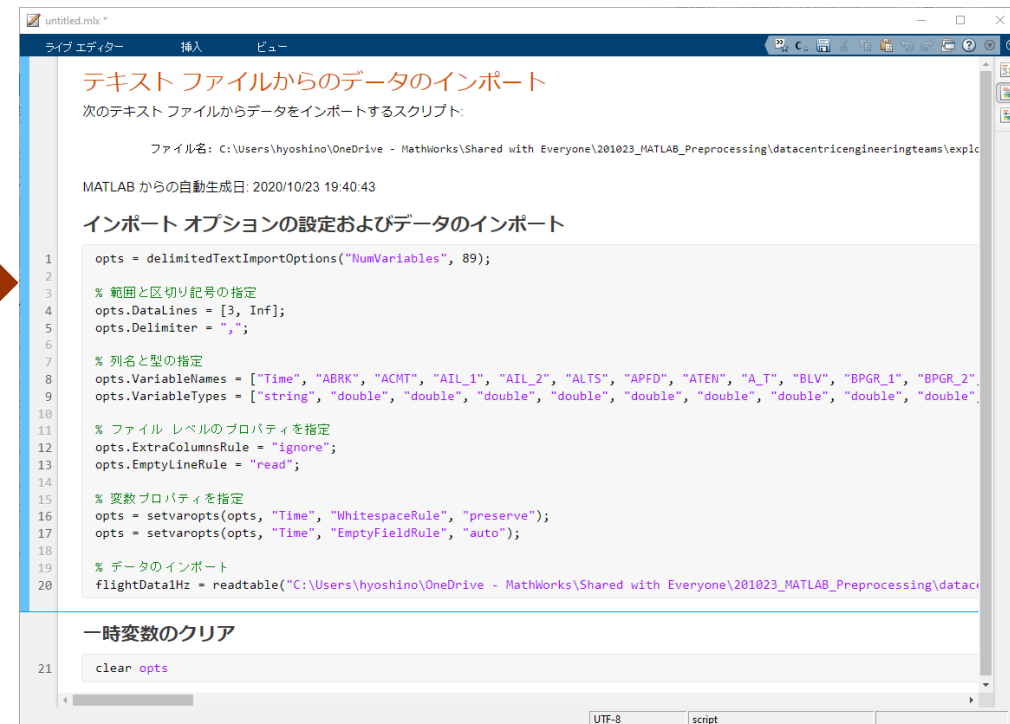 untitled.mlx *
ライブ エディター 挿入 ビュー
テキスト ファイルからのデータのインポート
次のテキスト ファイルからデータをインポートするスクリプト:
ファイル名: C:\Users\hyoshino\OneDrive - MathWorks\Shared with Everyone\201023_MATLAB_Preprocessing\datacentricengineeringteams\explo
MATLAB からの自動生成日: 2020/10/23 19:40:43
インポート オプションの設定およびデータのインポート
1 opts = delimitedTextImportOptions("NumVariables", 89);
2
3 % 範囲と区切り記号の指定
4 opts.DataLines = [3, Inf];
5 opts.Delimiter = ",";
6
7 % 列名と型の指定
8 opts.VariableNames = ["Time", "ABRK", "ACMT", "AIL_1", "AIL_2", "ALTS", "APFD", "ATEN", "A_T", "BLV", "BPGR_1", "BPGR_2",
9 opts.VariableTypes = ["string", "double", "double", "double", "double", "double", "double", "double", "double", "double"
10
11 % ファイル レベルのプロパティを指定
12 opts.ExtraColumnsRule = "ignore";
13 opts.EmptyLineRule = "read";
14
15 % 変数プロパティを指定
16 opts = setvaropts(opts, "Time", "WhitespaceRule", "preserve");
17 opts = setvaropts(opts, "Time", "EmptyFieldRule", "auto");
18
19 % データのインポート
20 flightData1Hz = readtable("C:\Users\hyoshino\OneDrive - MathWorks\Shared with Everyone\201023_MATLAB_Preprocessing\datace
一時変数のクリア
21 clear opts
UTF-8 script